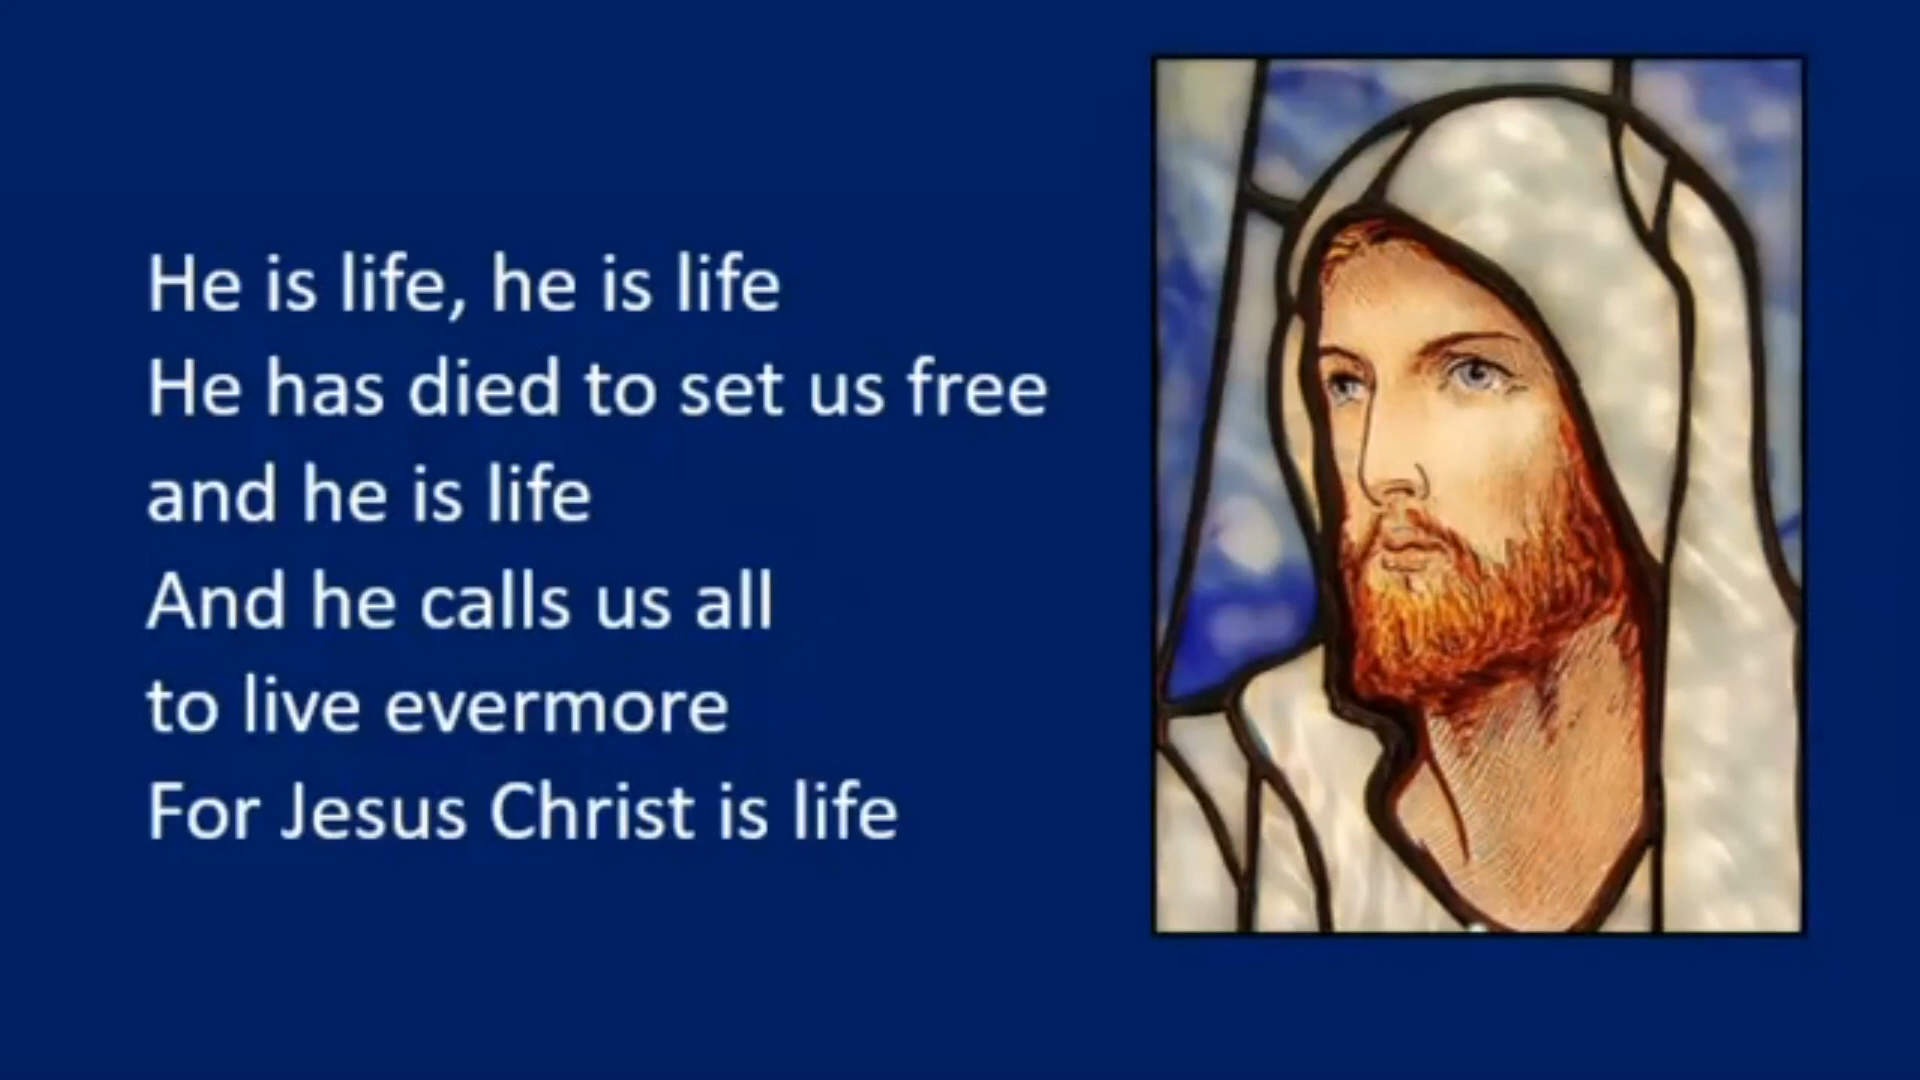 He is life, he is life
He has died to set us free
and he is life
And he calls us all
to live evermore
For Jesus Christ is life